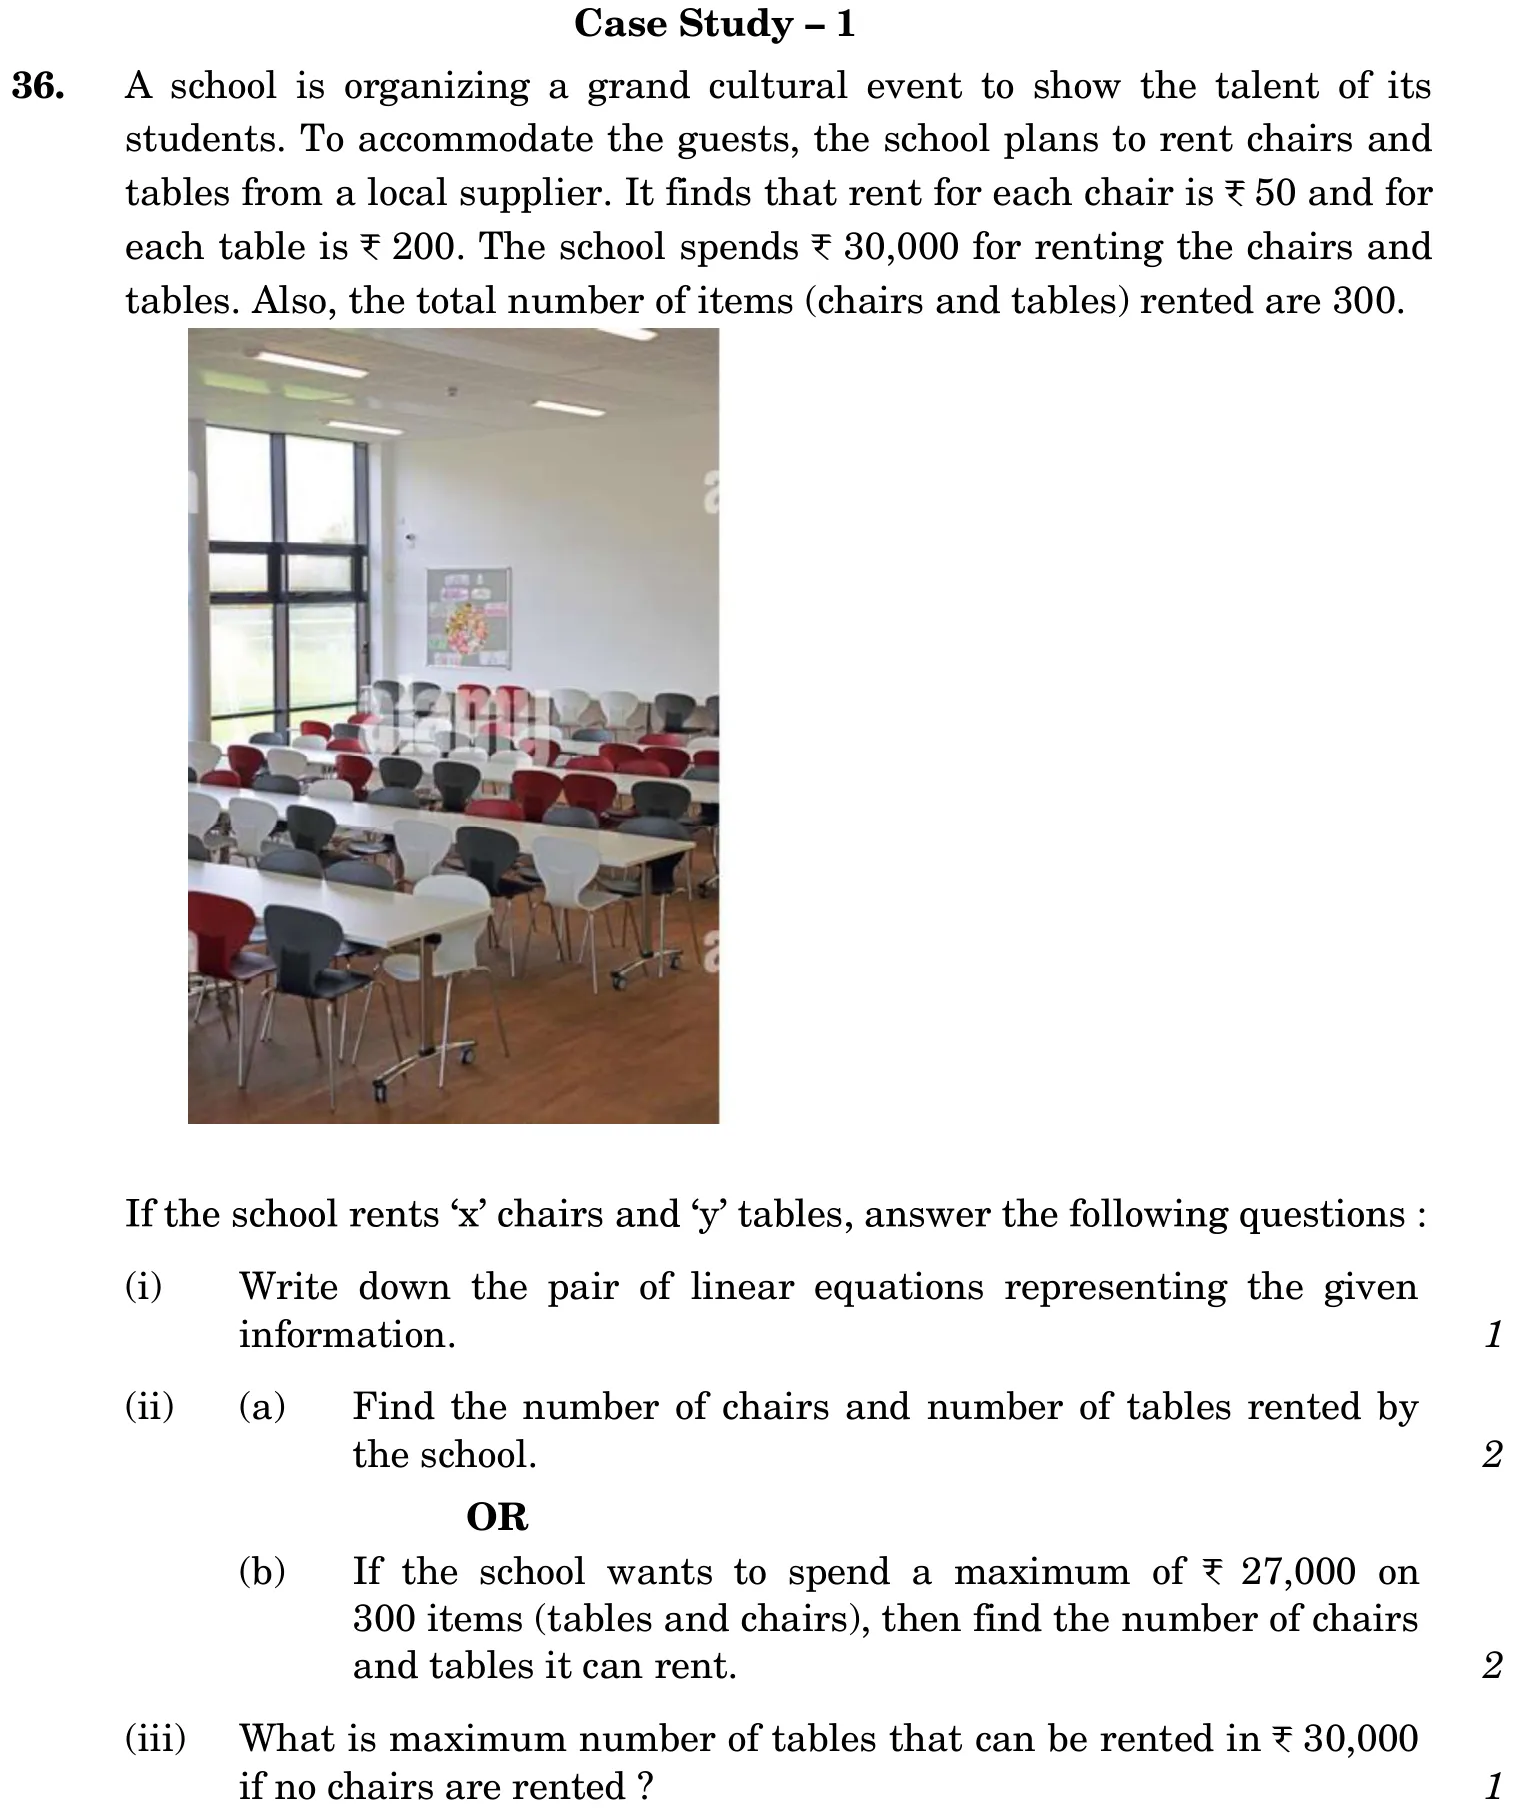 Case Study – 1
36. A school is organizing a grand cultural event to show the talent of its
students. To accommodate the guests, the school plans to rent chairs and
tables from a local supplier. It finds that rent for each chair is ₹ 50 and for
each table is ₹ 200. The school spends ₹ 30,000 for renting the chairs and
tables. Also, the total number of items (chairs and tables) rented are 300.
alamy
a
a
If the school rents ‘x’ chairs and ‘y’ tables, answer the following questions :
(i) Write down the pair of linear equations representing the given
information. 1
(ii) (a) Find the number of chairs and number of tables rented by
the school. 2
OR
(b) If the school wants to spend a maximum of ₹ 27,000 on
300 items (tables and chairs), then find the number of chairs
and tables it can rent. 2
(iii) What is maximum number of tables that can be rented in ₹ 30,000
if no chairs are rented ? 1